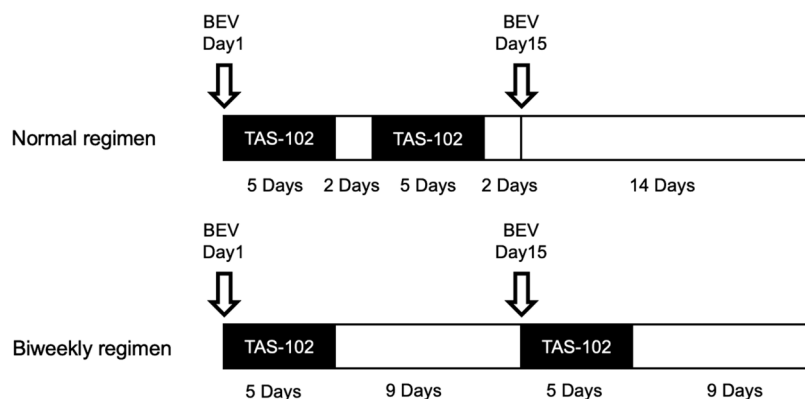 BEV
Day1
BEV
Day15
Normal regimen
TAS-102
TAS-102
5 Days
2 Days
5 Days
2 Days
14 Days
BEV
Day1
BEV
Day15
Biweekly regimen
TAS-102
TAS-102
5 Days
9 Days
5 Days
9 Days